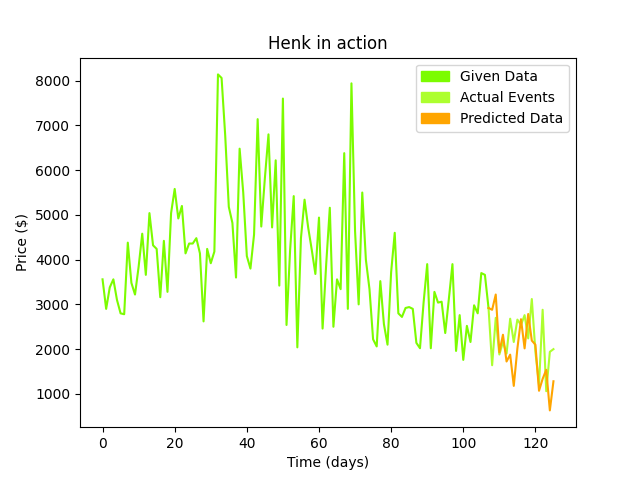 Henk in action
Given Data
Actual Events
Predicted Data
Price ($)
8000
7000
6000
5000
4000
3000
2000
1000
0
20
40
60
80
100
120
Time (days)